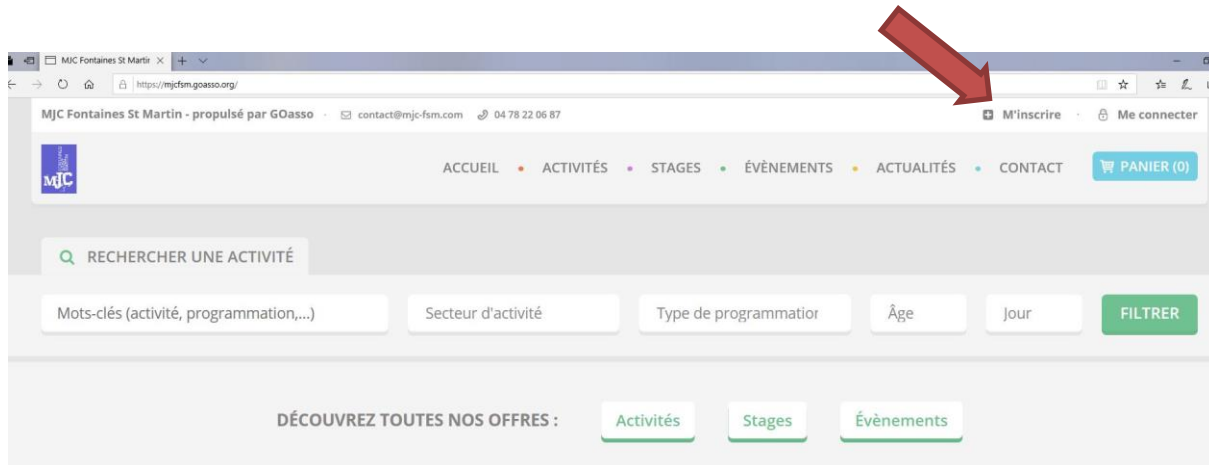 MJC Fontaines St Martin
https://mjcfsm.goasso.org/
MJC Fontaines St Martin - propulsé par GOasso · contact@mjc-fsm.com 04 78 22 06 87 M'inscrire · Me connecter
MJC
ACCUEIL • ACTIVITÉS • STAGES • ÉVÈNEMENTS • ACTUALITÉS • CONTACT PANIER (0)
RECHERCHER UNE ACTIVITÉ
Mots-clés (activité, programmation,...) Secteur d'activité Type de programmation Âge Jour FILTRER
DÉCOUVREZ TOUTES NOS OFFRES : Activités Stages Évènements